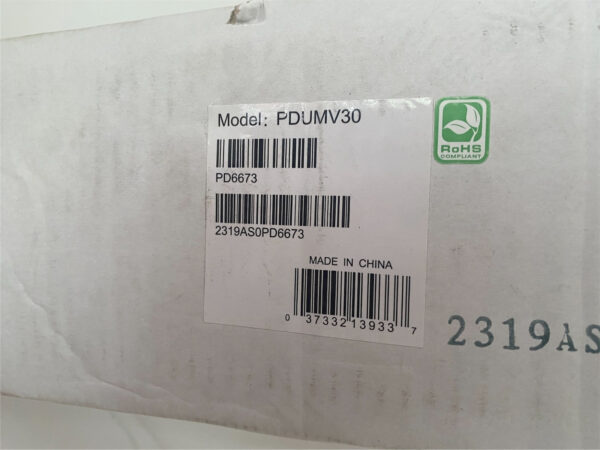 Model: PDUMV30
PD6673
2319AS0PD6673
MADE IN CHINA
0 37332 13933 7
RoHS
COMPLIANT
2319AS